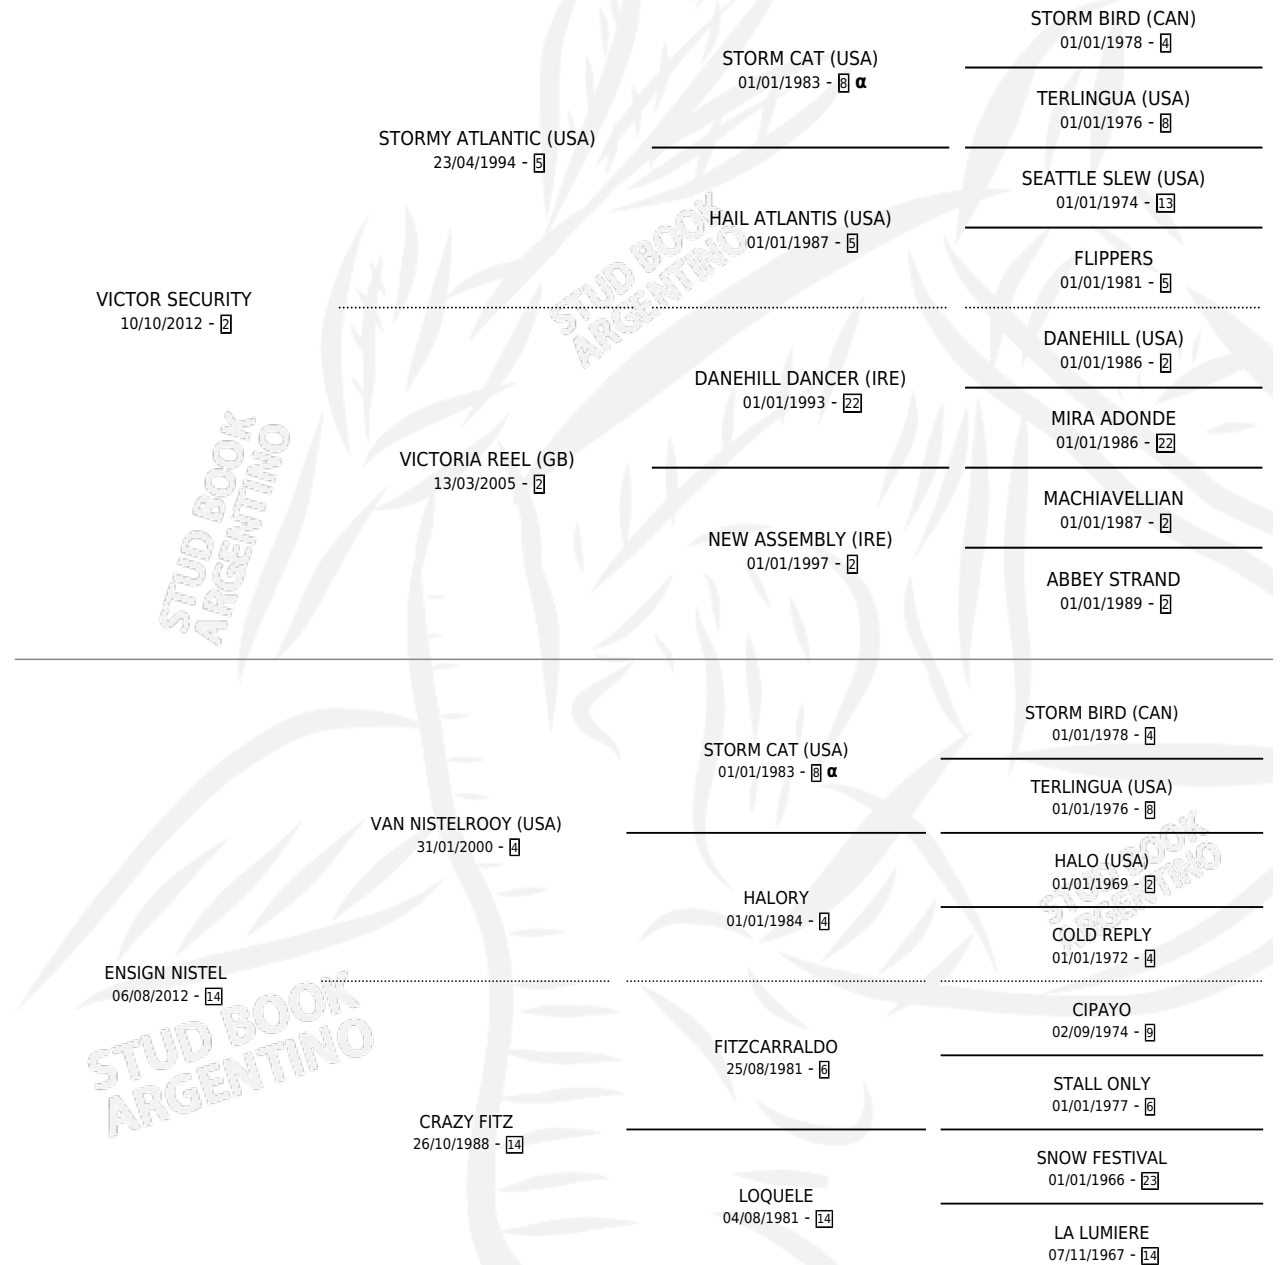 STORM BIRD (CAN)
01/01/1978 - 4
STORM CAT (USA)
01/01/1983 - 8 α
TERLINGUA (USA)
01/01/1976 - 8
STORMY ATLANTIC (USA)
23/04/1994 - 5
SEATTLE SLEW (USA)
01/01/1974 - 13
HAIL ATLANTIS (USA)
01/01/1987 - 5
FLIPPERS
01/01/1981 - 5
VICTOR SECURITY
10/10/2012 - 2
DANEHILL (USA)
01/01/1986 - 2
DANEHILL DANCER (IRE)
01/01/1993 - 22
MIRA ADONDE
01/01/1986 - 22
VICTORIA REEL (GB)
13/03/2005 - 2
MACHIAVELLIAN
01/01/1987 - 2
NEW ASSEMBLY (IRE)
01/01/1997 - 2
ABBEY STRAND
01/01/1989 - 2
STUD BOOK
ARGENTINO
STUD BOOK
ARGENTINO
STORM BIRD (CAN)
01/01/1978 - 4
STORM CAT (USA)
01/01/1983 - 8 α
TERLINGUA (USA)
01/01/1976 - 8
VAN NISTELROOY (USA)
31/01/2000 - 4
HALO (USA)
01/01/1969 - 2
HALORY
01/01/1984 - 4
COLD REPLY
01/01/1972 - 4
ENSIGN NISTEL
06/08/2012 - 14
CIPAYO
02/09/1974 - 9
FITZCARRALDO
25/08/1981 - 6
STALL ONLY
01/01/1977 - 6
CRAZY FITZ
26/10/1988 - 14
SNOW FESTIVAL
01/01/1966 - 23
LOQUELE
04/08/1981 - 14
LA LUMIERE
07/11/1967 - 14
STUD BOOK
ARGENTINO
STUD BOOK
ARGENTINO